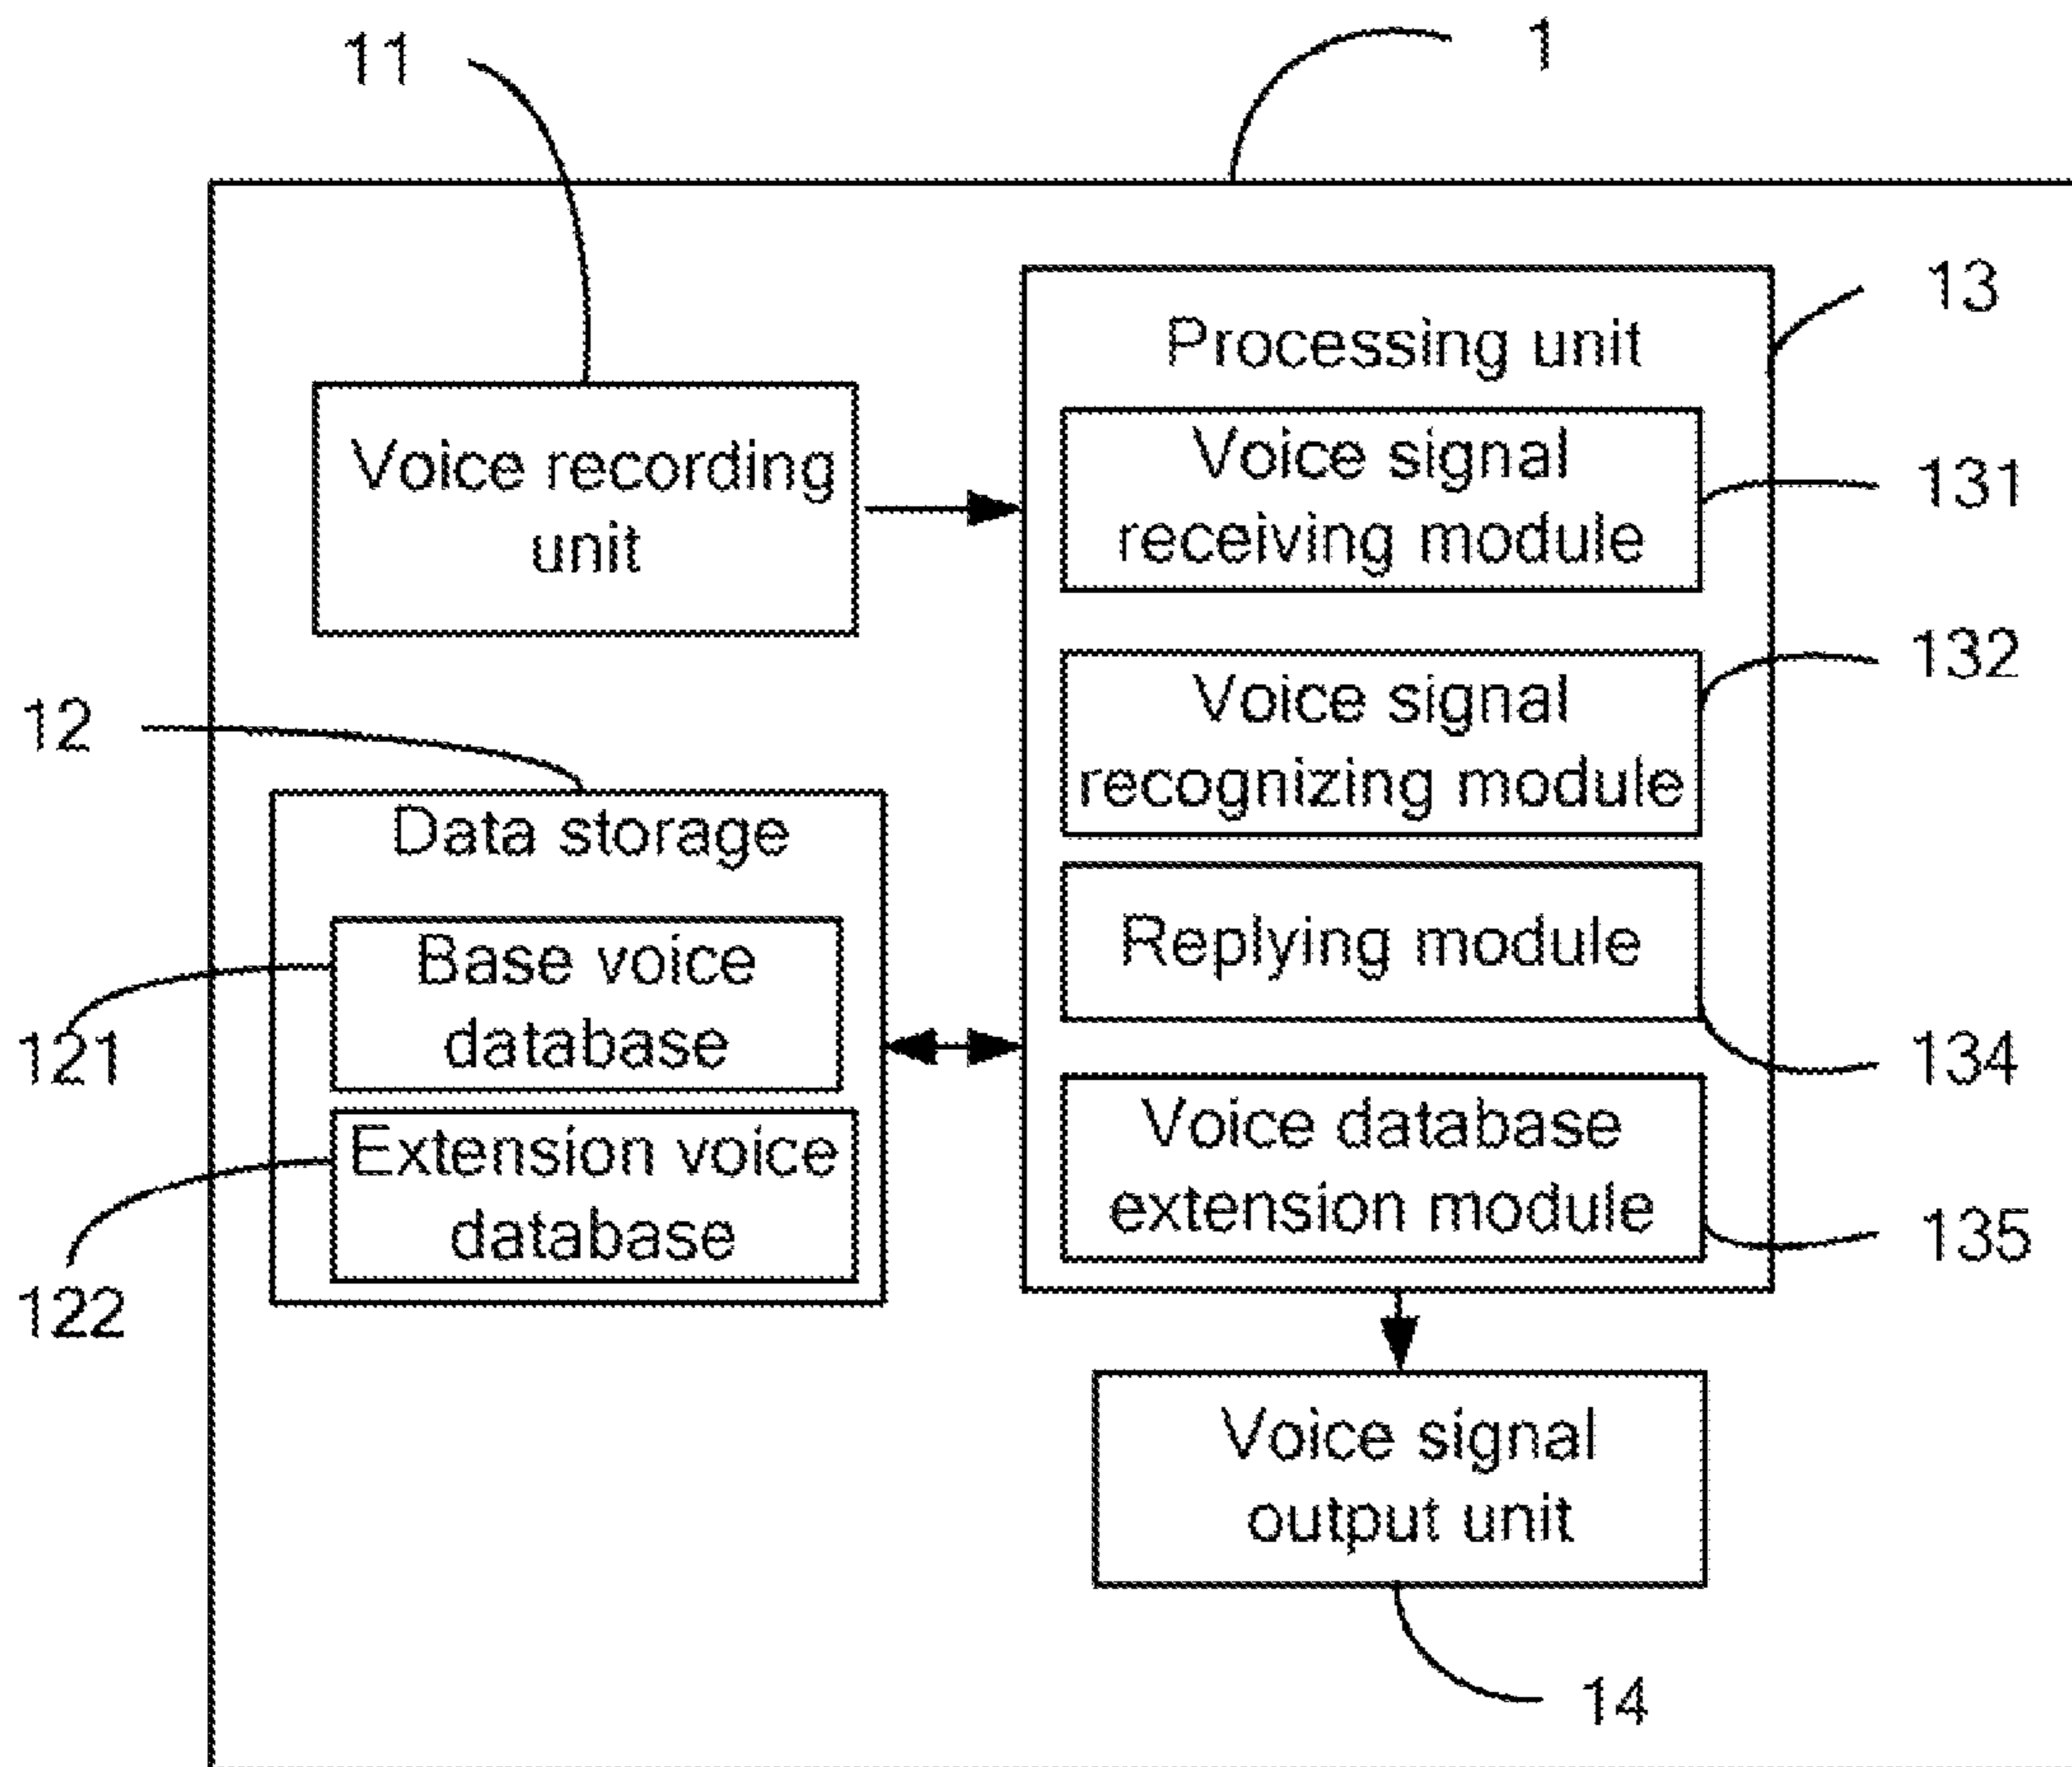 11
1
13
Processing unit
Voice signal
receiving module
131
Voice recording
unit
Voice signal
recognizing module
132
12
Data storage
Base voice
database
121
Extension voice
database
122
Replying module
134
Voice database
extension module
135
Voice signal
output unit
14